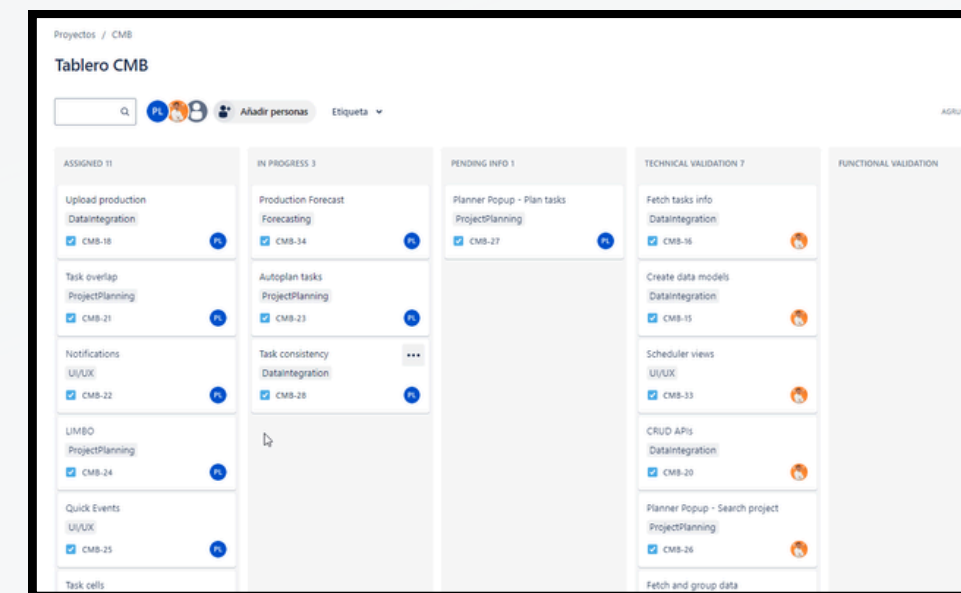 Proyectos / CMB
Tablero CMB
PL
Añadir personas
Etiqueta
ASSIGNED 11
Upload production
DataIntegration
CMB-18
PL
Task overlap
ProjectPlanning
CMB-21
PL
Notifications
UI/UX
CMB-22
PL
LIMBO
ProjectPlanning
CMB-24
PL
Quick Events
UI/UX
CMB-25
PL
Task cells
IN PROGRESS 3
Production Forecast
Forecasting
CMB-34
PL
Autoplan tasks
ProjectPlanning
CMB-23
PL
Task consistency
DataIntegration
CMB-28
PL
PENDING INFO 1
Planner Popup - Plan tasks
ProjectPlanning
CMB-27
PL
TECHNICAL VALIDATION 7
Fetch tasks info
DataIntegration
CMB-16
Create data models
DataIntegration
CMB-15
Scheduler views
UI/UX
CMB-33
CRUD APIs
DataIntegration
CMB-20
Planner Popup - Search project
ProjectPlanning
CMB-26
Fetch and group data
FUNCTIONAL VALIDATION